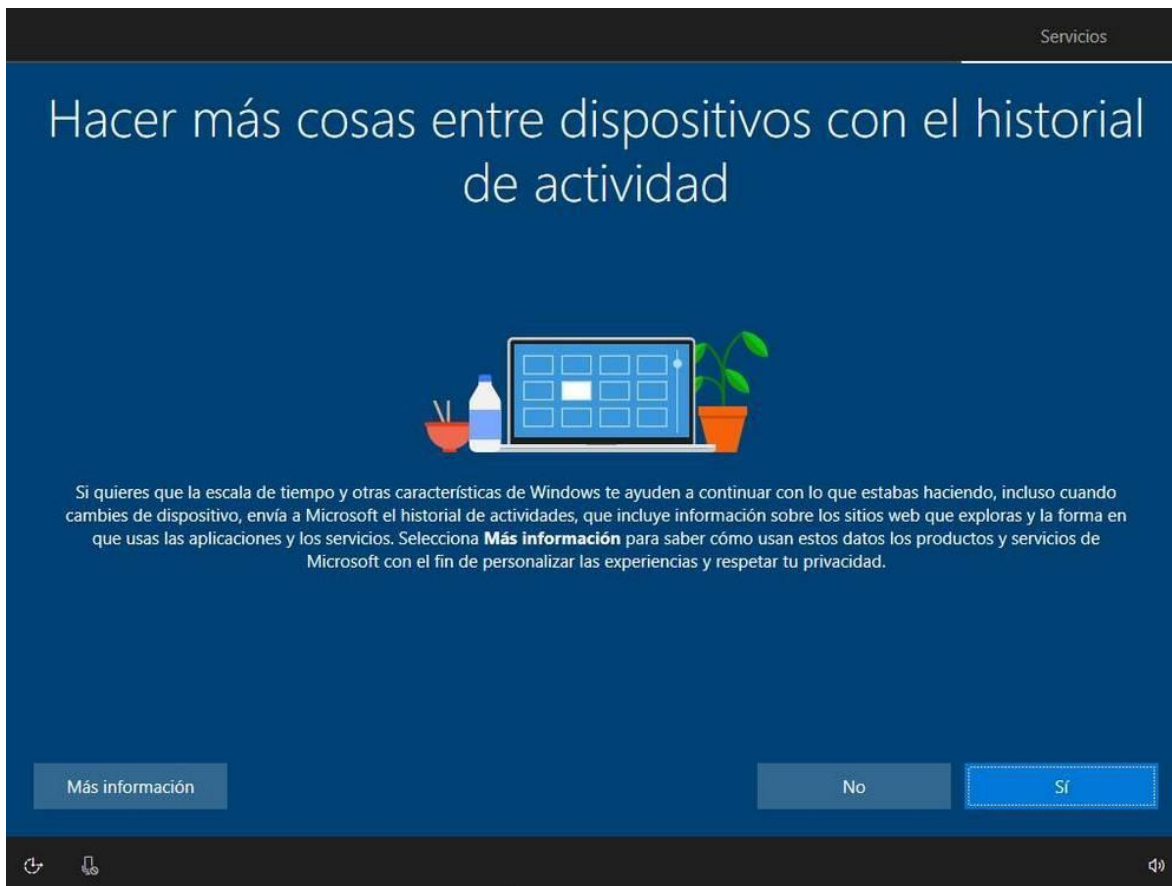 Servicios
Hacer más cosas entre dispositivos con el historial
de actividad
Si quieres que la escala de tiempo y otras características de Windows te ayuden a continuar con lo que estabas haciendo, incluso cuando
cambies de dispositivo, envía a Microsoft el historial de actividades, que incluye información sobre los sitios web que exploras y la forma en
que usas las aplicaciones y los servicios. Selecciona Más información para saber cómo usan estos datos los productos y servicios de
Microsoft con el fin de personalizar las experiencias y respetar tu privacidad.
Más información
No
Sí